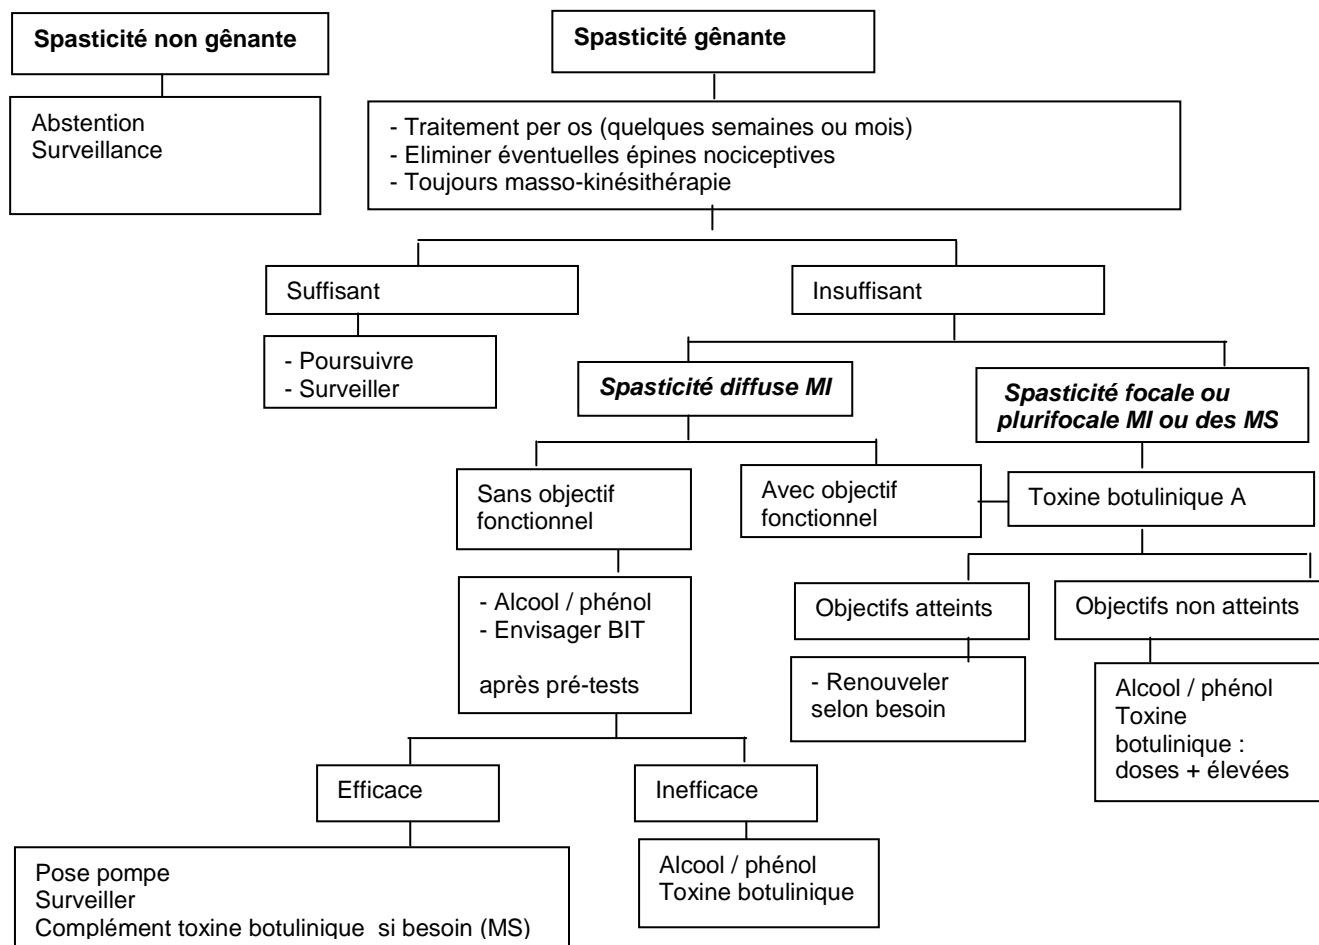 Spasticité non gênante
Spasticité gênante
Abstention
Surveillance
- Traitement per os (quelques semaines ou mois)
- Eliminer éventuelles épines nociceptives
- Toujours masso-kinésithérapie
Suffisant
Insuffisant
- Poursuivre
- Surveiller
Spasticité diffuse MI
Spasticité focale ou
plurifocale MI ou des MS
Sans objectif
fonctionnel
Avec objectif
fonctionnel
Toxine botulinique A
- Alcool / phénol
- Envisager BIT
après pré-tests
Objectifs atteints
Objectifs non atteints
- Renouveler
selon besoin
Alcool / phénol
Toxine
botulinique :
doses + élevées
Efficace
Inefficace
Pose pompe
Surveiller
Complément toxine botulinique si besoin (MS)
Alcool / phénol
Toxine botulinique